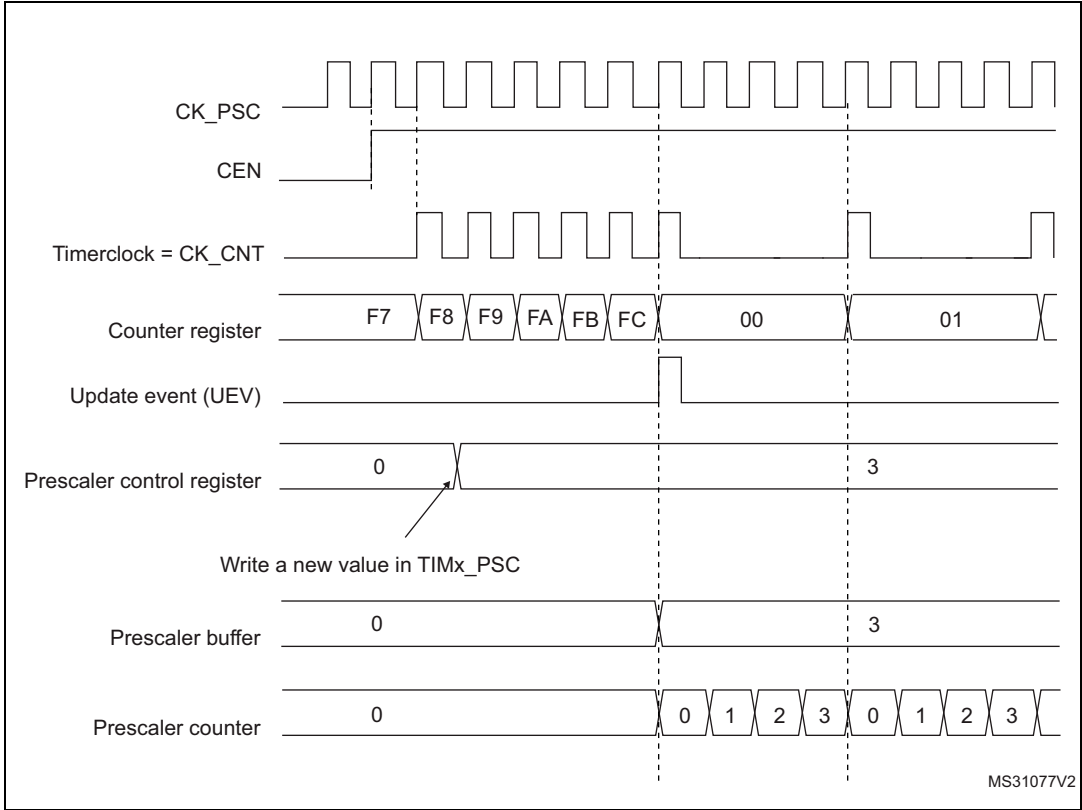 CK_PSC
CEN
Timerclock = CK_CNT
Counter register F7 F8 F9 FA FB FC 00 01
Update event (UEV)
Prescaler control register 0 3
Write a new value in TIMx_PSC
Prescaler buffer 0 3
Prescaler counter 0 0 1 2 3 0 1 2 3
MS31077V2